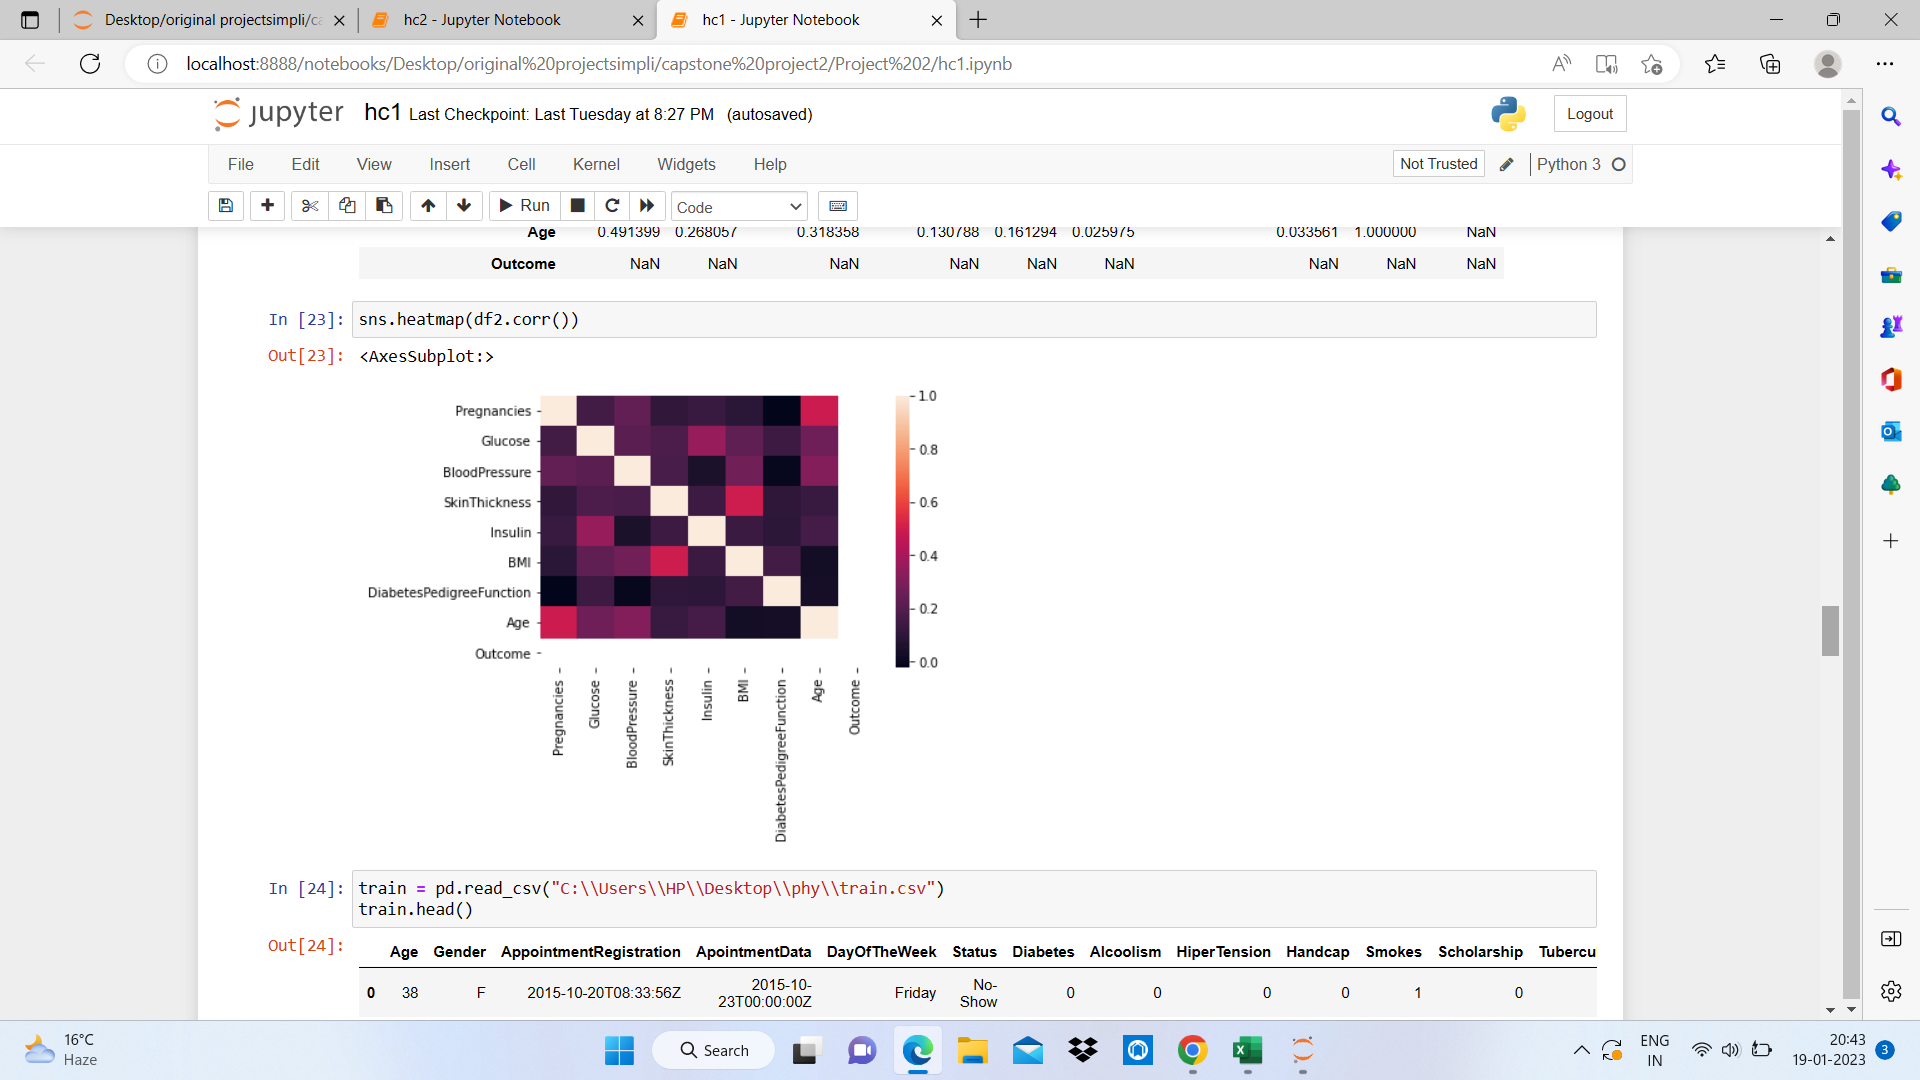 Desktop/original projectsimpli/ca
hc2 - Jupyter Notebook
hc1 - Jupyter Notebook
localhost:8888/notebooks/Desktop/original%20projectsimpli/capstone%20project2/Project%202/hc1.ipynb
jupyter hc1 Last Checkpoint: Last Tuesday at 8:27 PM (autosaved)
Logout
File Edit View Insert Cell Kernel Widgets Help
Not Trusted
Python 3
Run
Code
Age 0.491399 0.268057 0.318358 0.130788 0.161294 0.025975 0.033561 1.000000 NaN
Outcome NaN NaN NaN NaN NaN NaN NaN NaN NaN
In [23]: sns.heatmap(df2.corr())
Out[23]: <AxesSubplot:>
Pregnancies
Glucose
BloodPressure
SkinThickness
Insulin
BMI
DiabetesPedigreeFunction
Age
Outcome
Pregnancies
Glucose
BloodPressure
SkinThickness
Insulin
BMI
DiabetesPedigreeFunction
Age
Outcome
1.0
0.8
0.6
0.4
0.2
0.0
In [24]: train = pd.read_csv("C:\\Users\\HP\\Desktop\\phy\\train.csv")
train.head()
Out[24]:
Age Gender AppointmentRegistration ApointmentData DayOfTheWeek Status Diabetes Alcoolism HiperTension Handcap Smokes Scholarship Tubercu
0 38 F 2015-10-20T08:33:56Z 2015-10-23T00:00:00Z Friday No-Show 0 0 0 0 1 0
16°C
Haze
Search
ENG
IN
20:43
19-01-2023
3